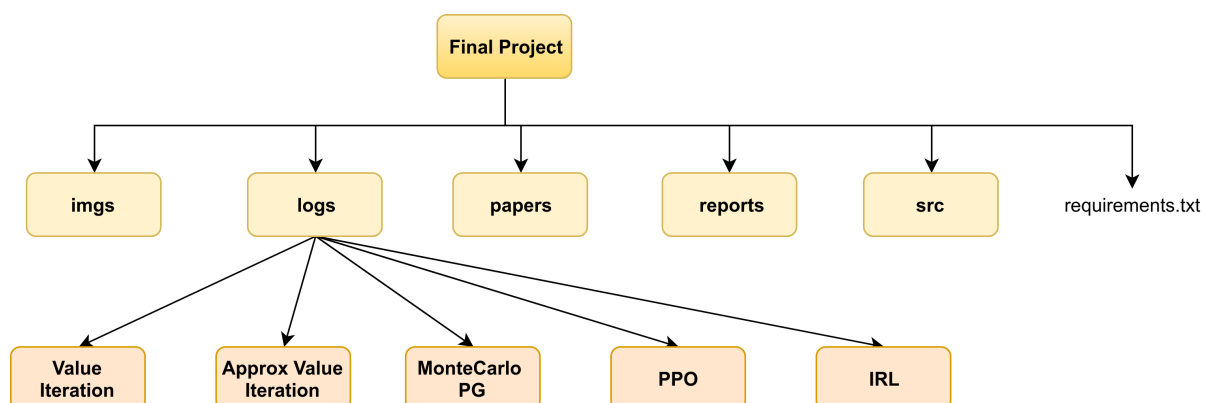 Final Project
imgs
logs
papers
reports
src
requirements.txt
Value
Iteration
Approx Value
Iteration
MonteCarlo
PG
PPO
IRL